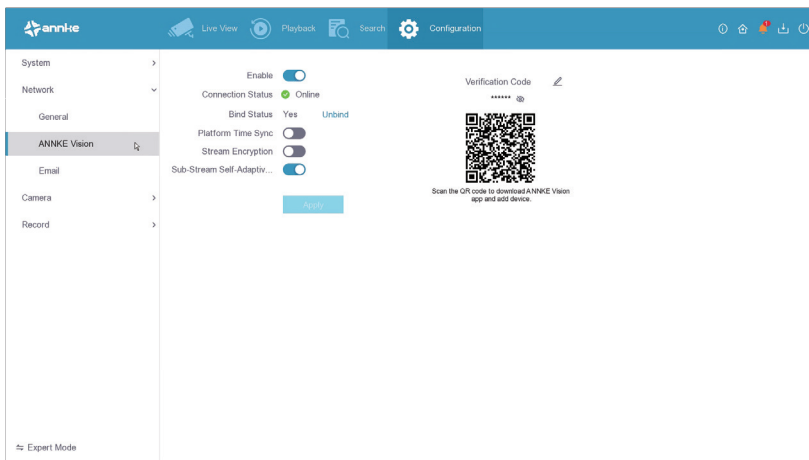 annke
Live View
Playback
Search
Configuration
1
System
Network
General
ANNKE Vision
Email
Camera
Record
Expert Mode
Enable
Connection Status Online
Bind Status Yes Unbind
Platform Time Sync
Stream Encryption
Sub-Stream Self-Adaptiv...
Apply
Verification Code
******
Scan the QR code to download ANNKE Vision
app and add device.